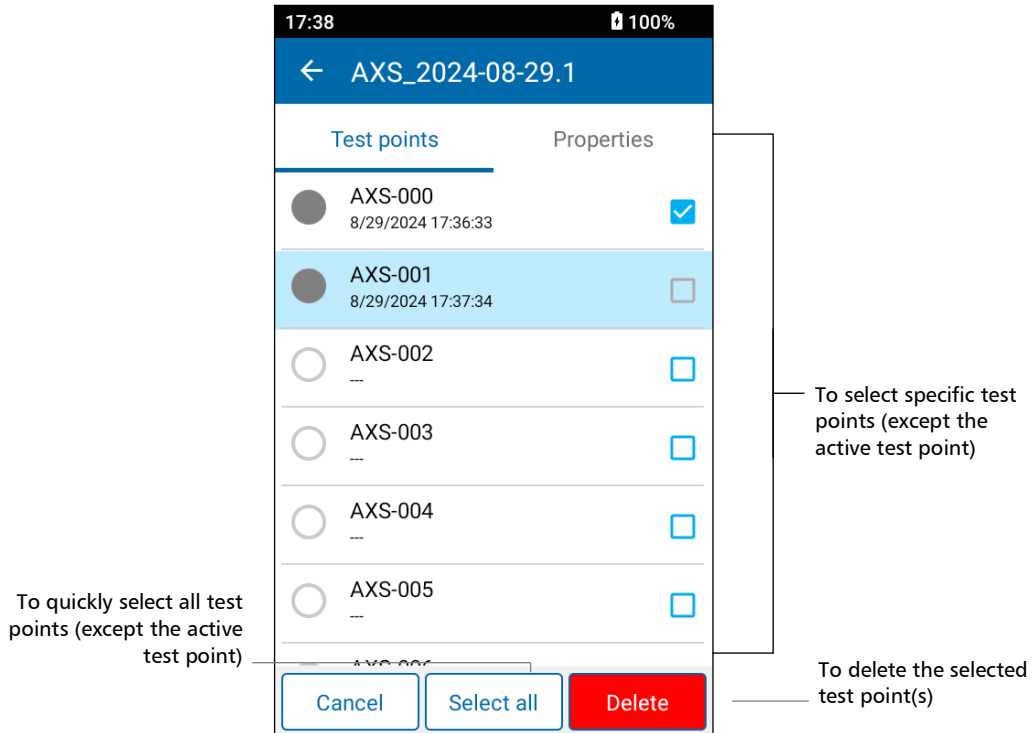 17:38
100%
AXS_2024-08-29.1
Test points
Properties
AXS-000
8/29/2024 17:36:33
AXS-001
8/29/2024 17:37:34
AXS-002
---
AXS-003
---
AXS-004
---
AXS-005
---
To select specific test
points (except the
active test point)
To quickly select all test
points (except the active
test point)
Cancel
Select all
Delete
To delete the selected
test point(s)